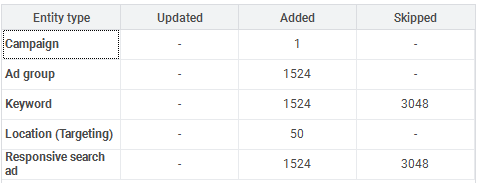 Entity type Updated Added Skipped
Campaign - 1 -
Ad group - 1524 -
Keyword - 1524 3048
Location (Targeting) - 50 -
Responsive search
ad - 1524 3048